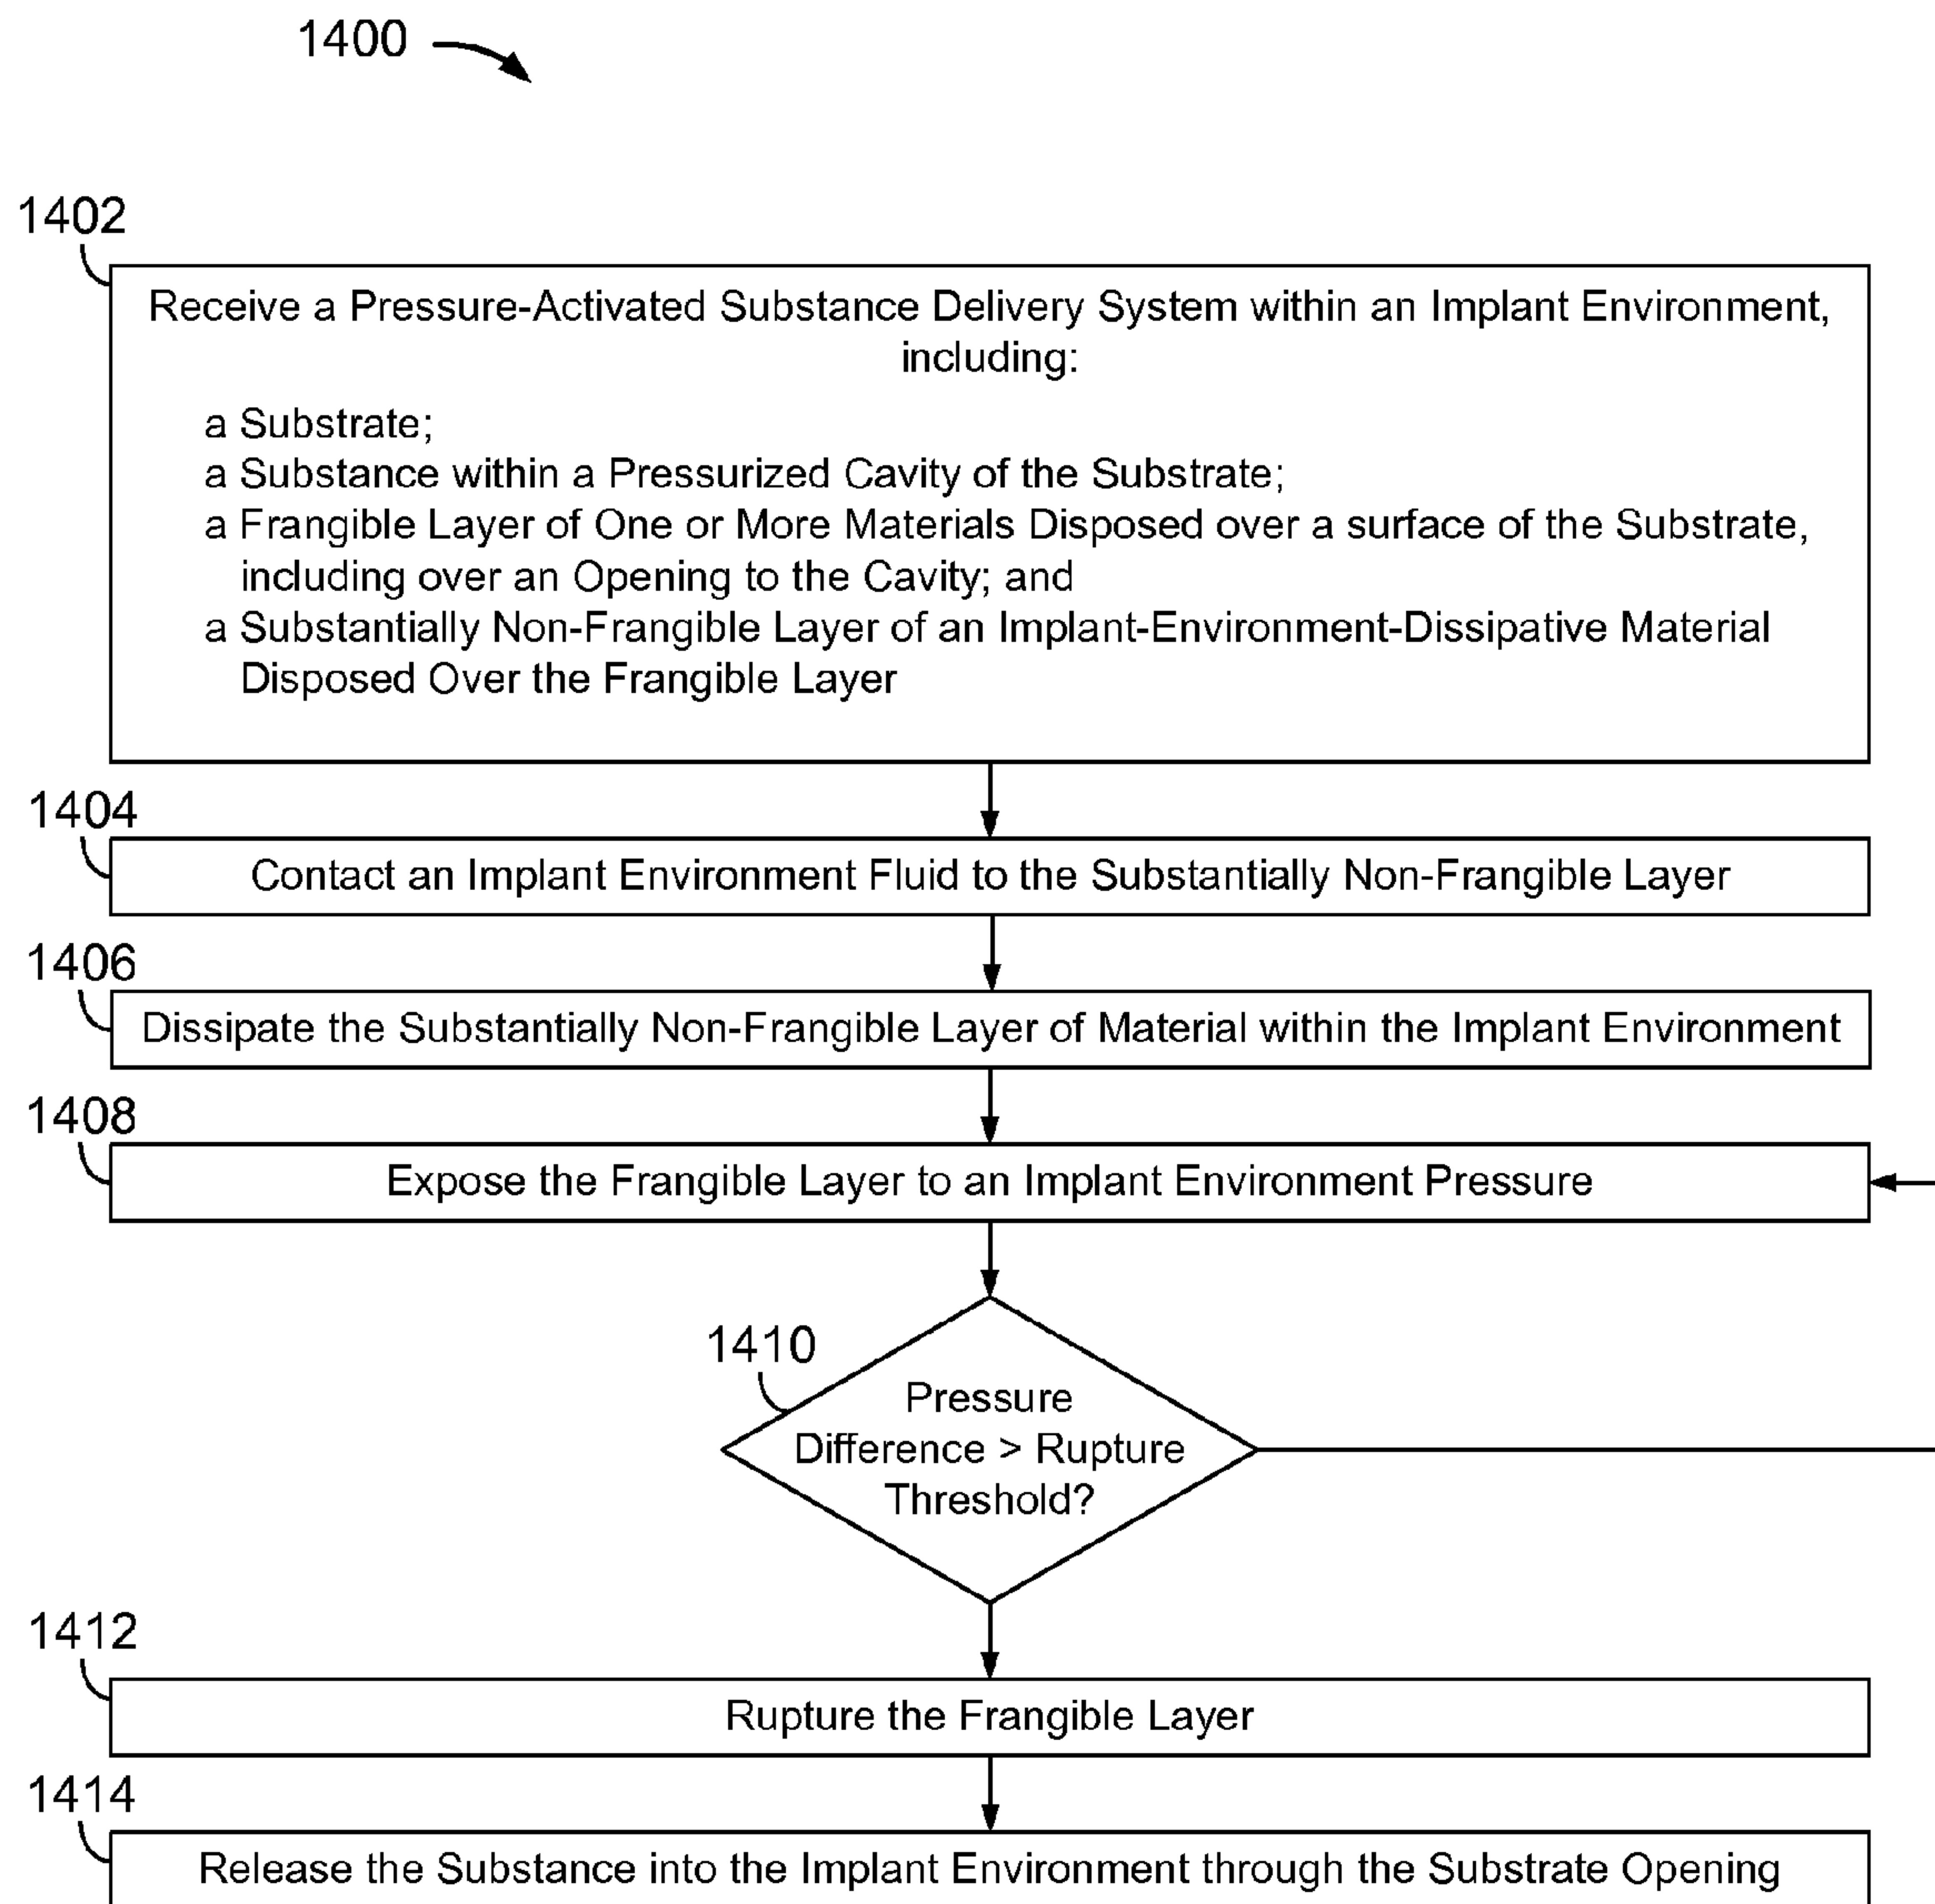 1400
1402
Receive a Pressure-Activated Substance Delivery System within an Implant Environment,
including:
a Substrate;
a Substance within a Pressurized Cavity of the Substrate;
a Frangible Layer of One or More Materials Disposed over a surface of the Substrate,
including over an Opening to the Cavity; and
a Substantially Non-Frangible Layer of an Implant-Environment-Dissipative Material
Disposed Over the Frangible Layer
1404
Contact an Implant Environment Fluid to the Substantially Non-Frangible Layer
1406
Dissipate the Substantially Non-Frangible Layer of Material within the Implant Environment
1408
Expose the Frangible Layer to an Implant Environment Pressure
1410
Pressure
Difference > Rupture
Threshold?
1412
Rupture the Frangible Layer
1414
Release the Substance into the Implant Environment through the Substrate Opening